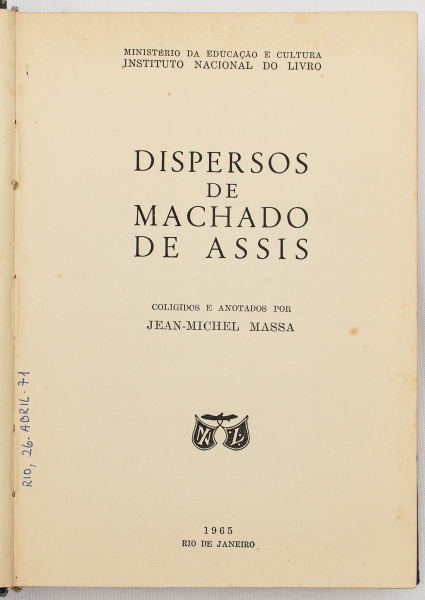 MINISTÉRIO DA EDUCAÇÃO E CULTURA
INSTITUTO NACIONAL DO LIVRO
DISPERSOS
DE
MACHADO
DE ASSIS
COLIGIDOS E ANOTADOS POR
JEAN-MICHEL MASSA
1965
RIO DE JANEIRO
RIO, 26-ABRIL-71